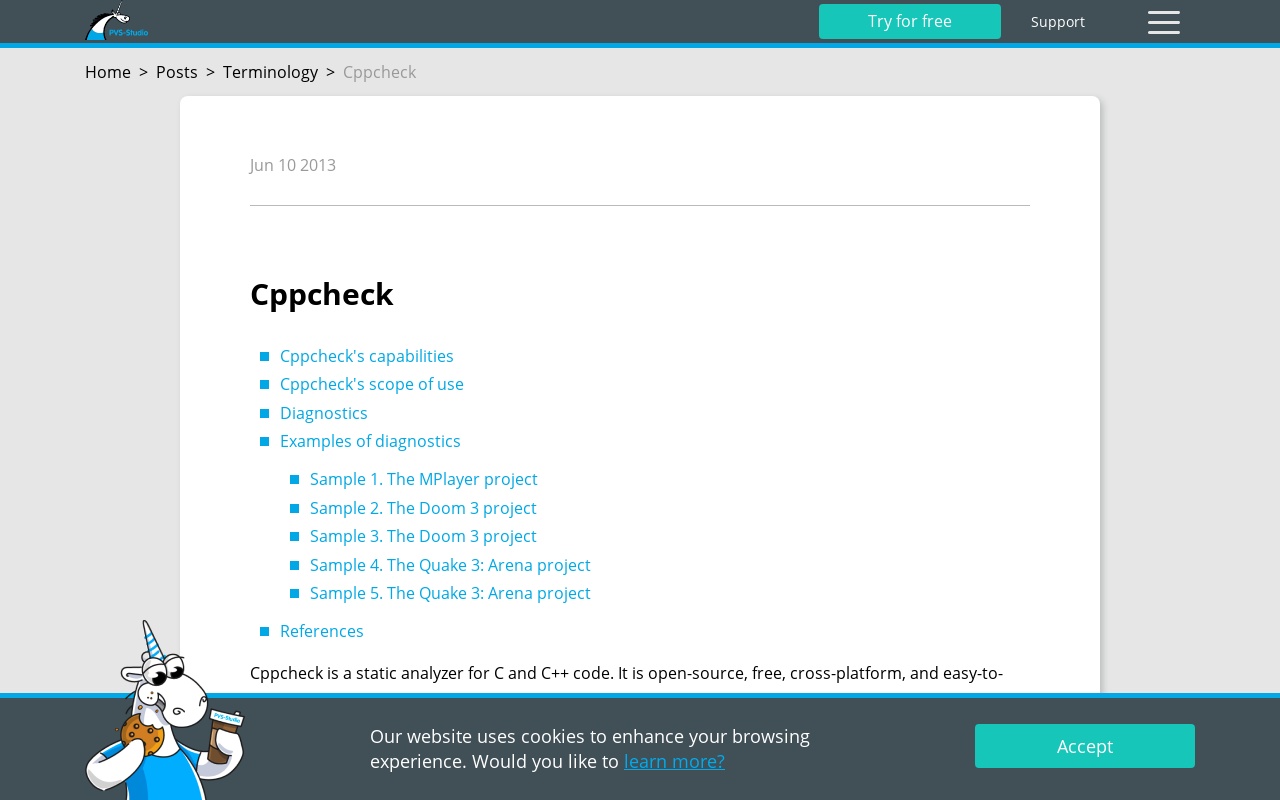 PVS-Studio
Try for free
Support
Home > Posts > Terminology > Cppcheck
Jun 10 2013
Cppcheck
Cppcheck's capabilities
Cppcheck's scope of use
Diagnostics
Examples of diagnostics
Sample 1. The MPlayer project
Sample 2. The Doom 3 project
Sample 3. The Doom 3 project
Sample 4. The Quake 3: Arena project
Sample 5. The Quake 3: Arena project
References
Cppcheck is a static analyzer for C and C++ code. It is open-source, free, cross-platform, and easy-to-
PVS-Studio
Our website uses cookies to enhance your browsing
experience. Would you like to learn more?
Accept